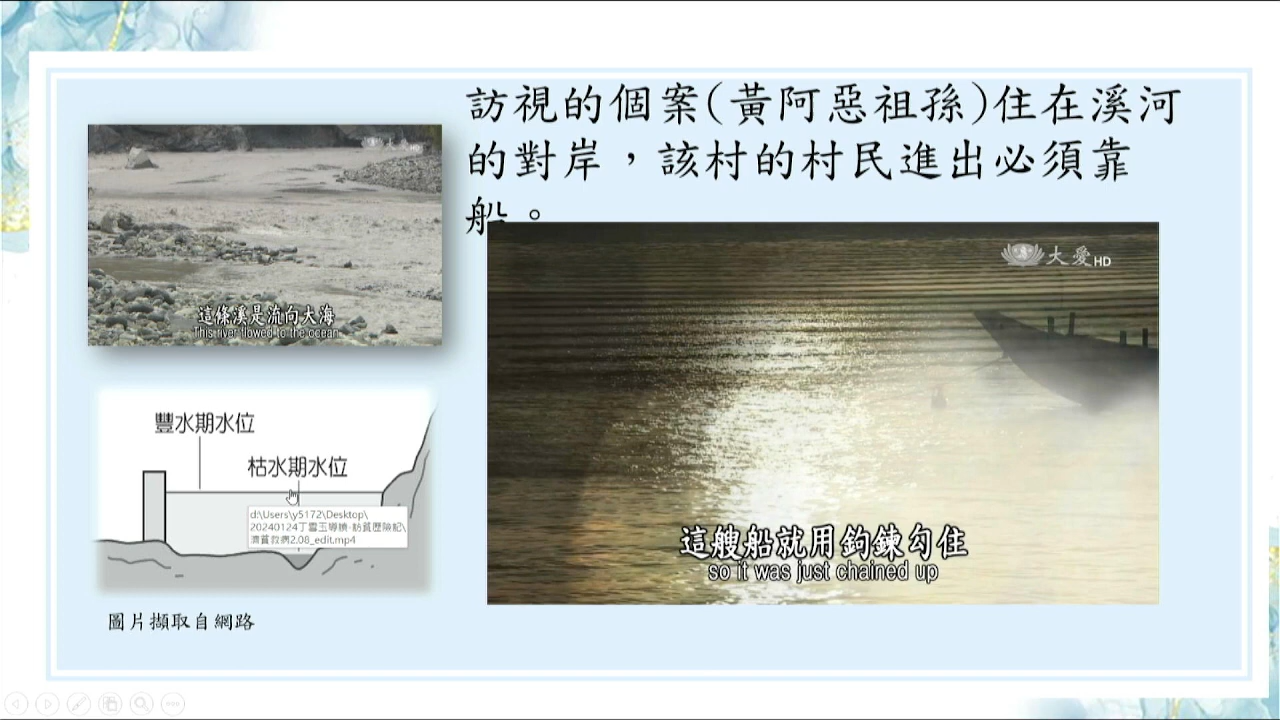 訪視的個案(黃阿惡祖孫)住在溪河
的對岸，該村的村民進出必須靠
船。
大愛HD
這條溪是流向大海
This river flowed to the ocean
大愛HD
豐水期水位
枯水期水位
d:\Users\y5172\Desktop\
20240124丁雲玉導讀-訪貧歷險記\
濟貧教病2.08_edit.mp4
這艘船就用鉤鍊勾住
so it was just chained up
圖片擷取自網路